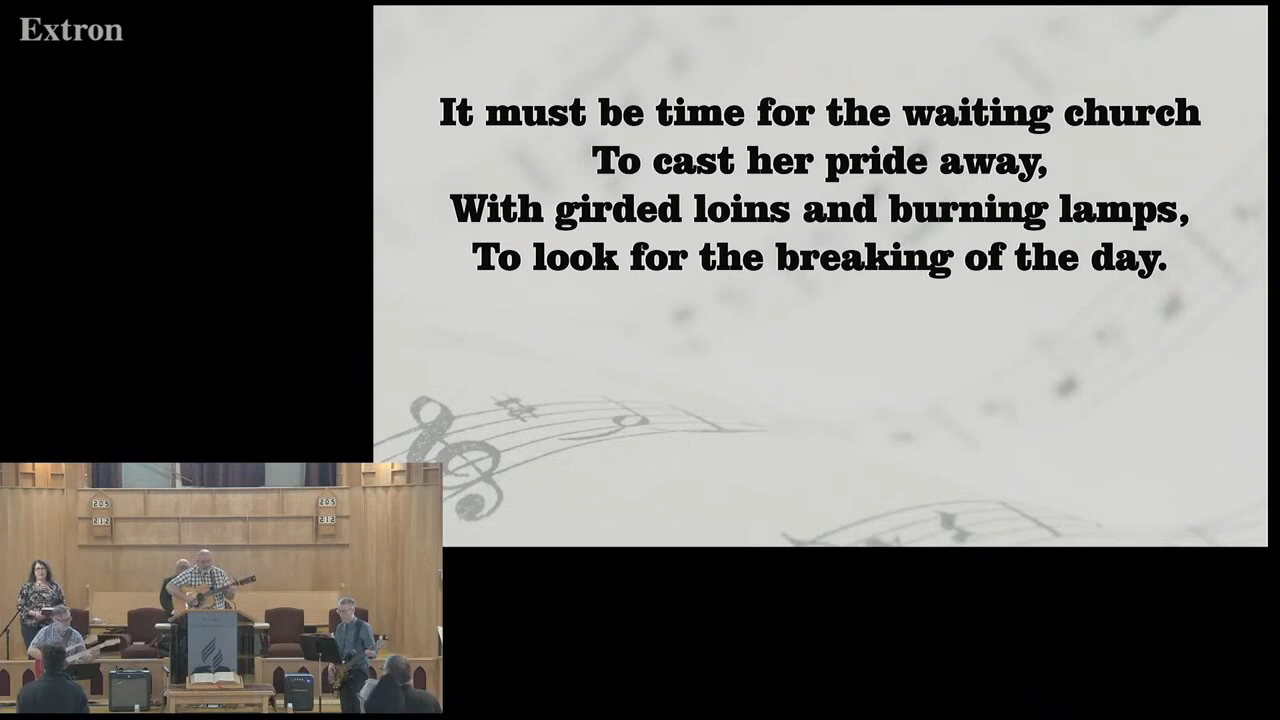 Extron
It must be time for the waiting church
To cast her pride away,
With girded loins and burning lamps,
To look for the breaking of the day.
205
212
205
212